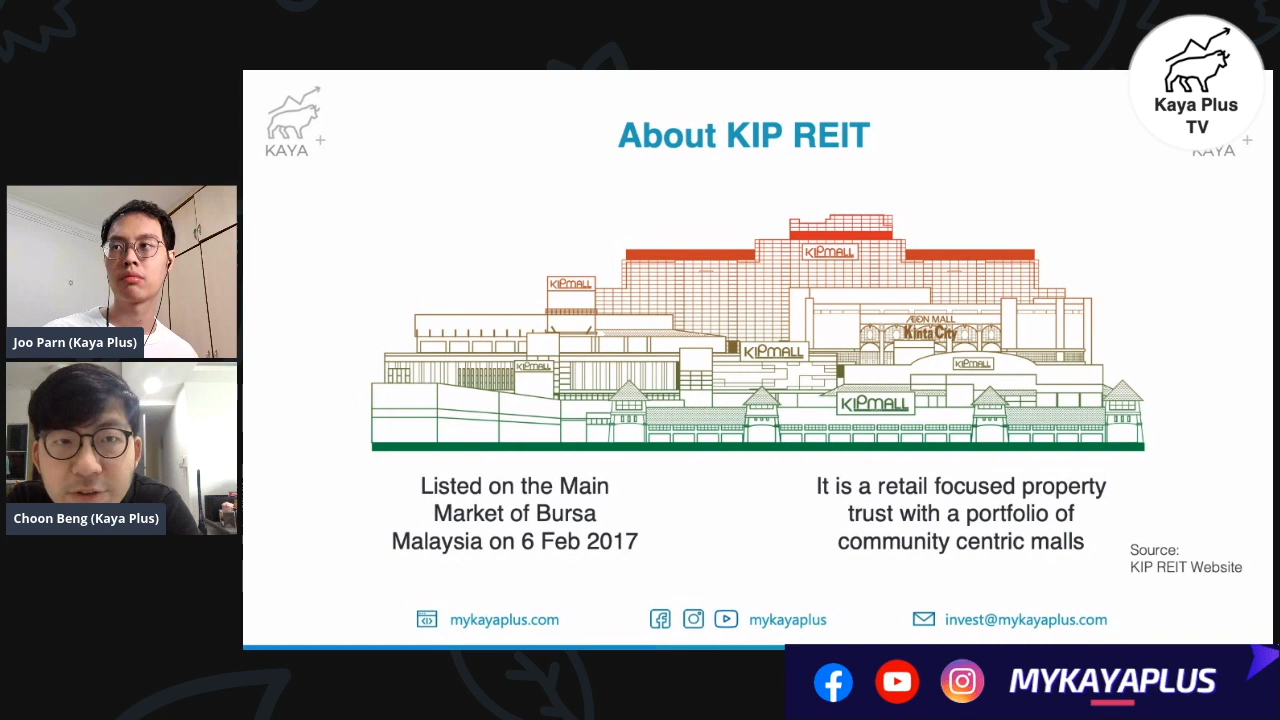 Kaya Plus
TV
KAYA
KAYA
About KIP REIT
KIPMALL
KIPMALL
ÆON MALL
Kinta City
KIPMALL
KIPMALL
KIPMALL
KIPMALL
Joo Parn (Kaya Plus)
Choon Beng (Kaya Plus)
Listed on the Main
Market of Bursa
Malaysia on 6 Feb 2017
It is a retail focused property
trust with a portfolio of
community centric malls
Source:
KIP REIT Website
mykayaplus.com
mykayaplus
invest@mykayaplus.com
MYKAYAPLUS